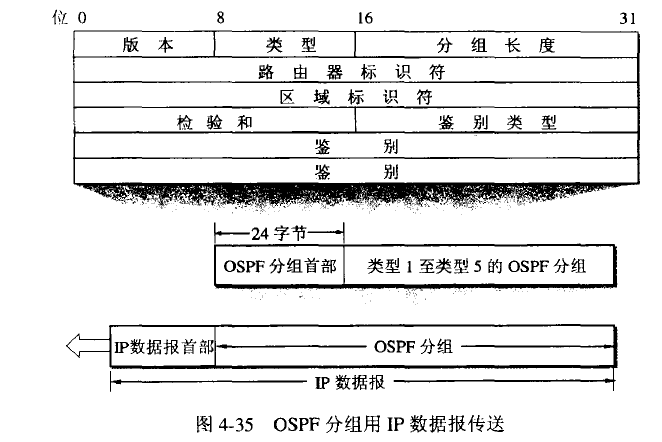 位 0 8 16 31
版 本 类 型 分 组 长 度
路 由 器 标 识 符
区 域 标 识 符
检 验 和 鉴 别 类 型
鉴 别
鉴 别
24 字节
OSPF 分组首部 类型 1 至类型 5 的 OSPF 分组
IP数据报首部 OSPF 分组
IP 数据报
图 4-35 OSPF 分组用 IP 数据报传送